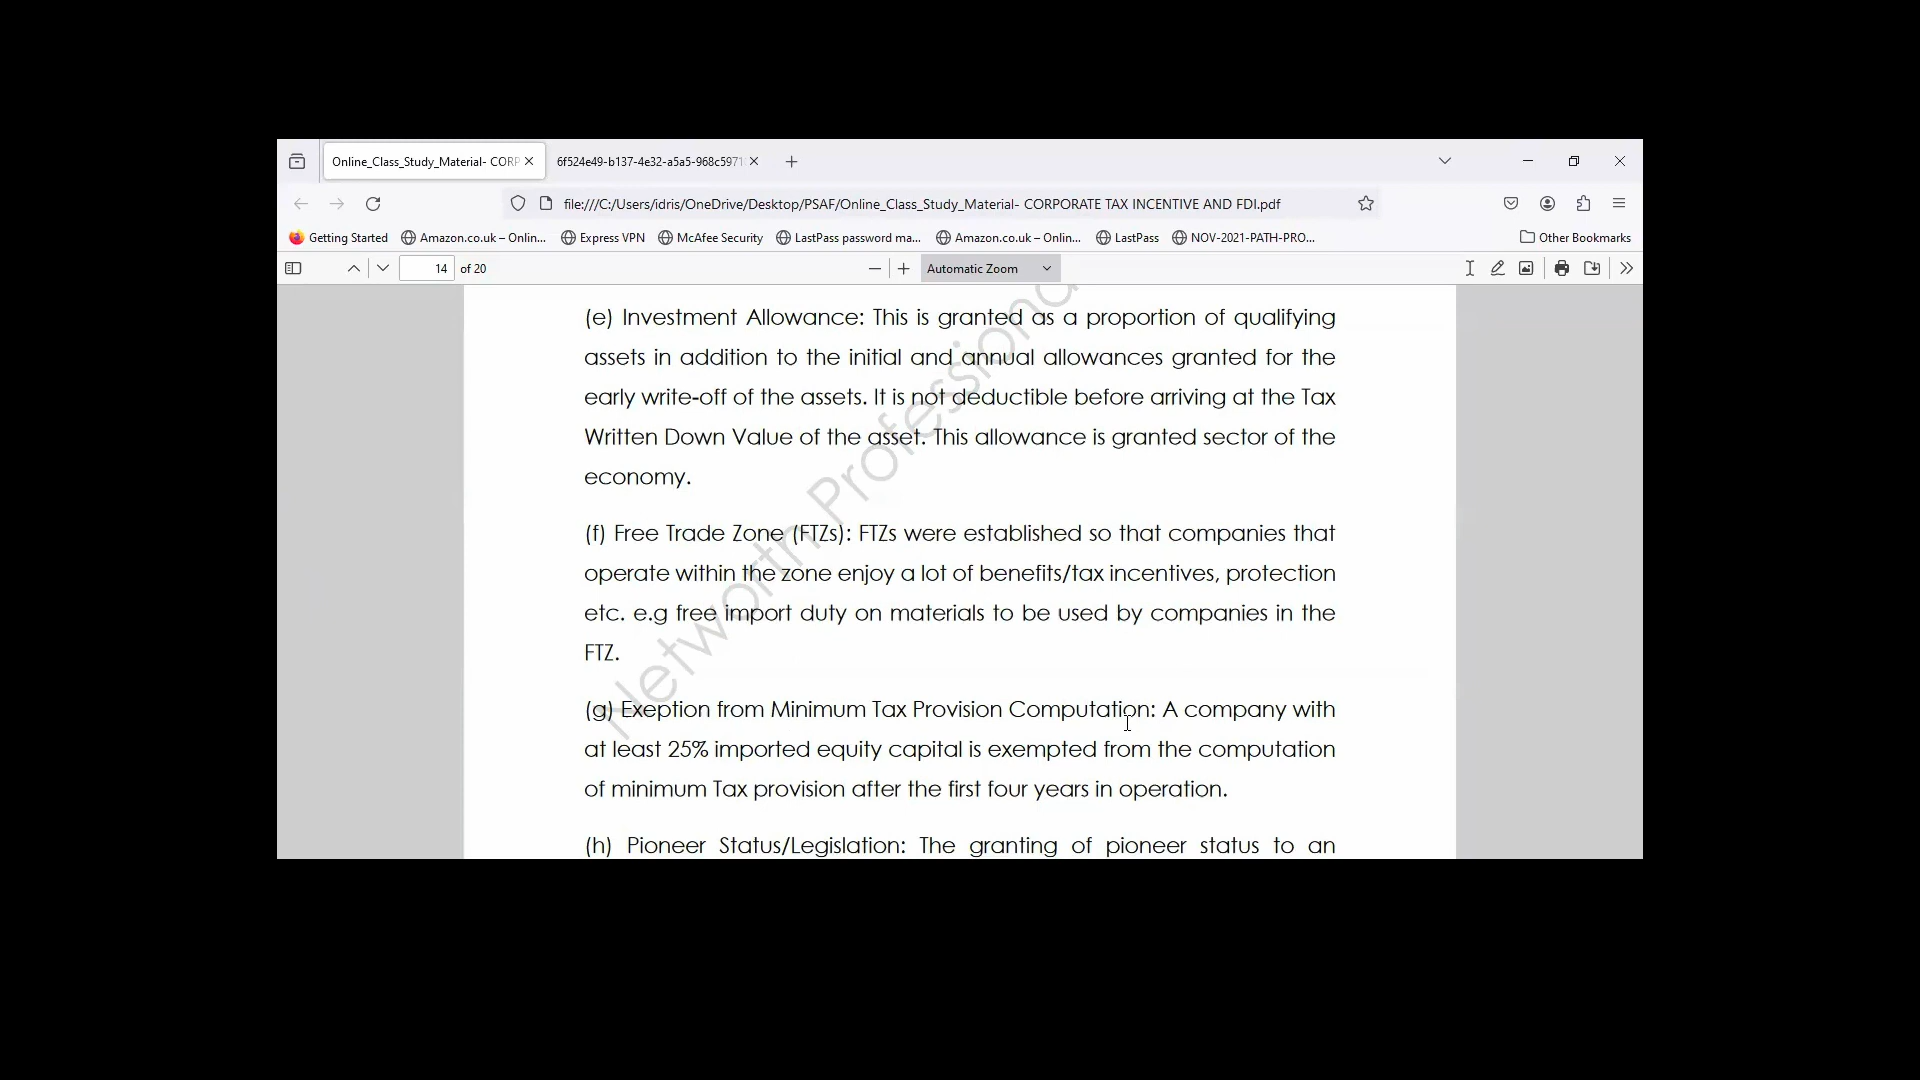 Online_Class_Study_Material- CORP
6f524e49-b137-4e32-a5a5-968c5971
file:///C:/Users/idris/OneDrive/Desktop/PSAF/Online_Class_Study_Material- CORPORATE TAX INCENTIVE AND FDI.pdf
Getting Started Amazon.co.uk – Onlin... Express VPN McAfee Security LastPass password ma... Amazon.co.uk – Onlin... LastPass NOV-2021-PATH-PRO... Other Bookmarks
14 of 20 Automatic Zoom
(e) Investment Allowance: This is granted as a proportion of qualifying
assets in addition to the initial and annual allowances granted for the
early write-off of the assets. It is not deductible before arriving at the Tax
Written Down Value of the asset. This allowance is granted sector of the
economy.
(f) Free Trade Zone (FTZs): FTZs were established so that companies that
operate within the zone enjoy a lot of benefits/tax incentives, protection
etc. e.g free import duty on materials to be used by companies in the
FTZ.
(g) Exeption from Minimum Tax Provision Computation: A company with
at least 25% imported equity capital is exempted from the computation
of minimum Tax provision after the first four years in operation.
(h) Pioneer Status/Legislation: The granting of pioneer status to an
Networth Professional